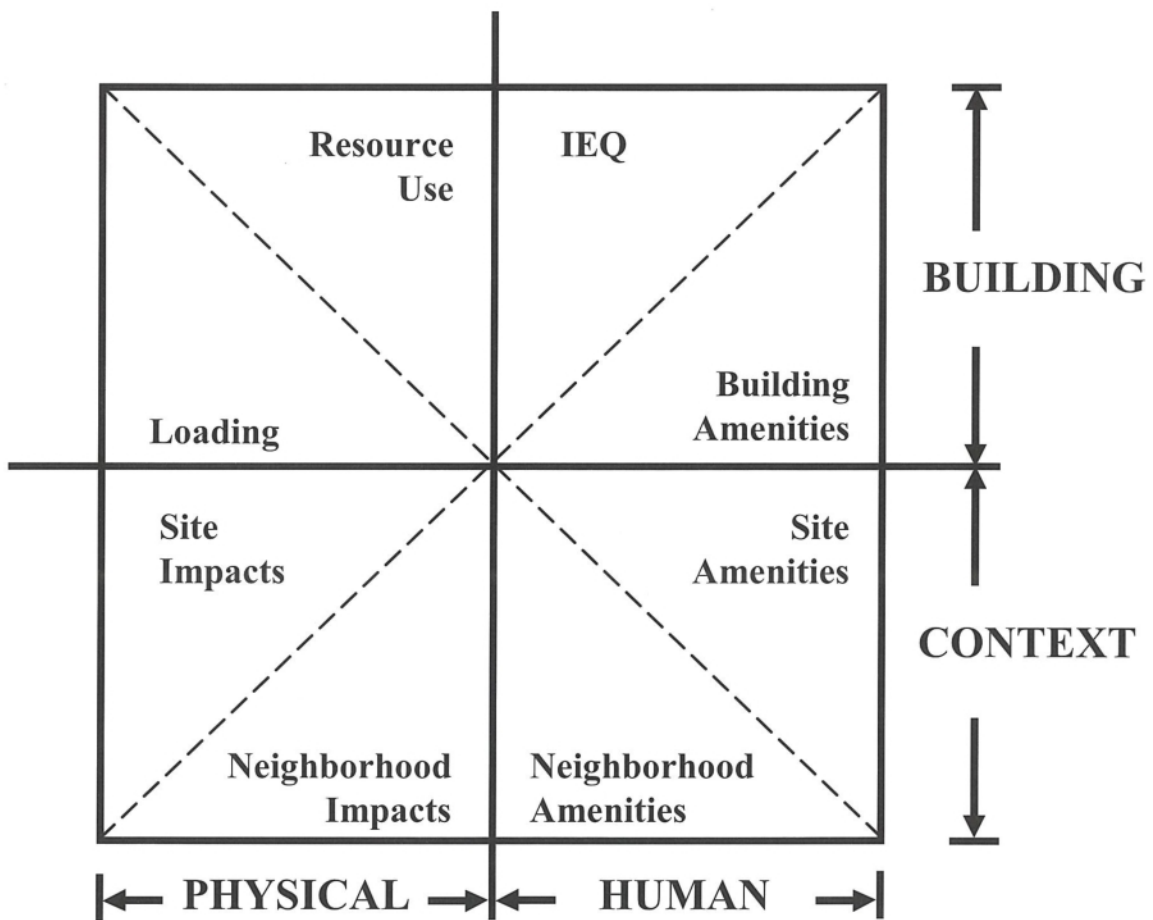 Resource
Use
IEQ
BUILDING
Building
Amenities
Loading
Site
Impacts
Site
Amenities
CONTEXT
Neighborhood
Impacts
Neighborhood
Amenities
PHYSICAL
HUMAN